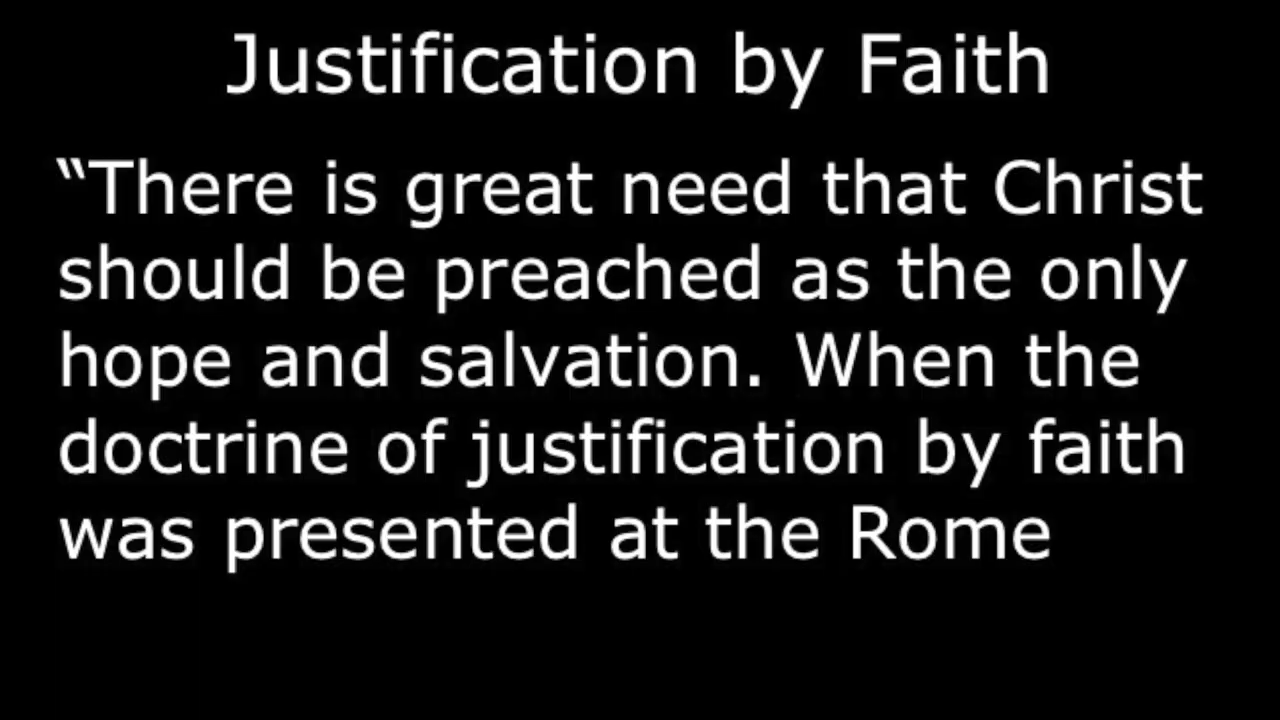 Justification by Faith
“There is great need that Christ
should be preached as the only
hope and salvation. When the
doctrine of justification by faith
was presented at the Rome